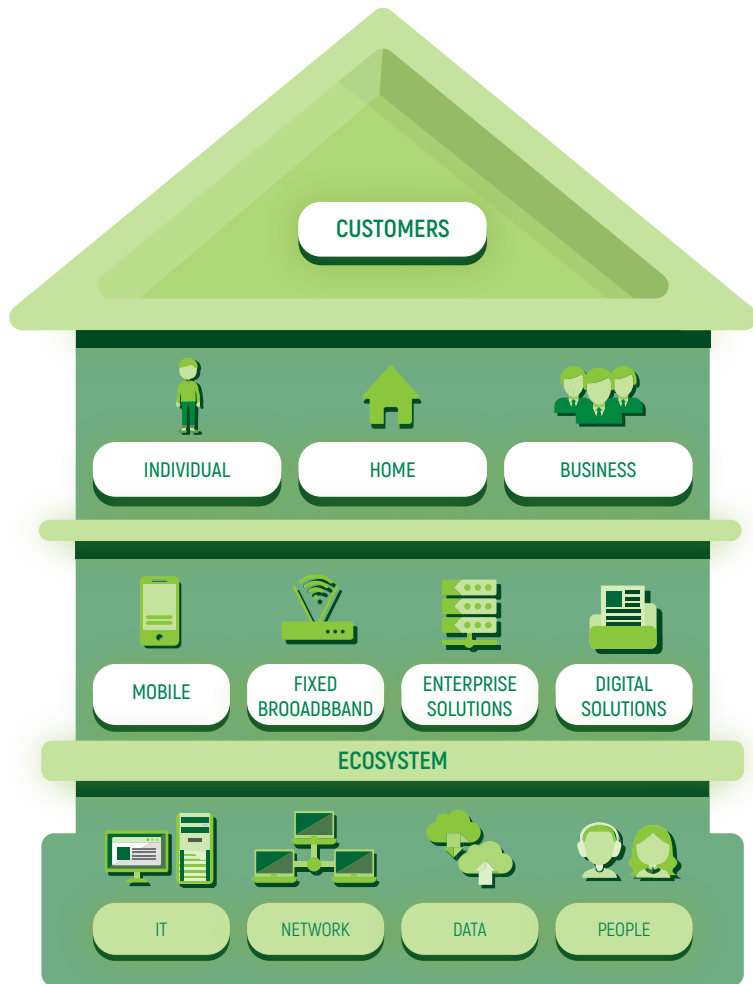 CUSTOMERS
INDIVIDUAL
HOME
BUSINESS
MOBILE
FIXED
BROOADBBAND
ENTERPRISE
SOLUTIONS
DIGITAL
SOLUTIONS
ECOSYSTEM
IT
NETWORK
DATA
PEOPLE